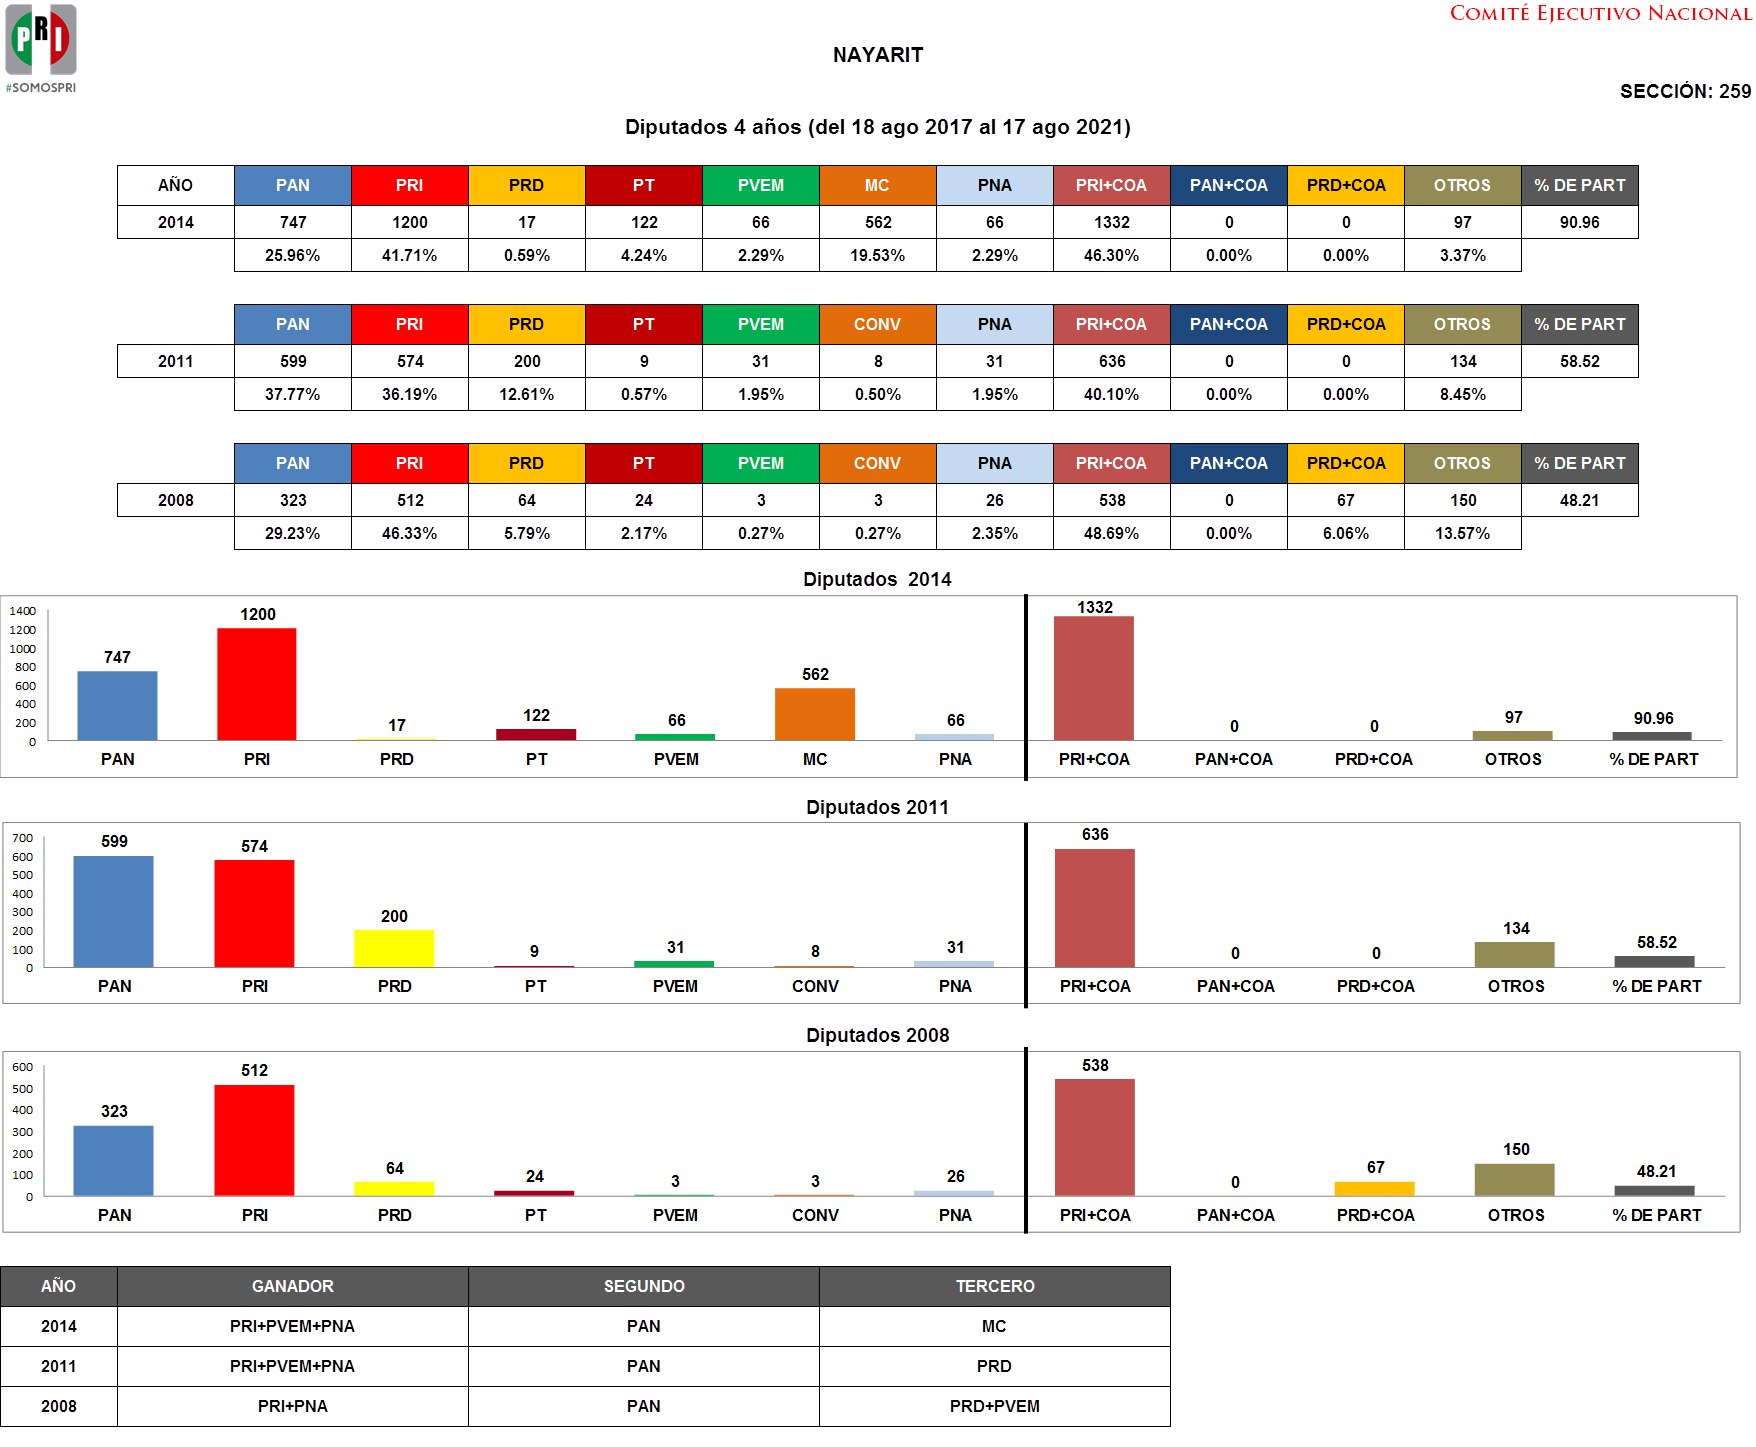 PRI
#SOMOSPRI
COMITÉ EJECUTIVO NACIONAL
NAYARIT
SECCIÓN: 259
Diputados 4 años (del 18 ago 2017 al 17 ago 2021)
AÑO PAN PRI PRD PT PVEM MC PNA PRI+COA PAN+COA PRD+COA OTROS % DE PART
2014 747 1200 17 122 66 562 66 1332 0 0 97 90.96
25.96% 41.71% 0.59% 4.24% 2.29% 19.53% 2.29% 46.30% 0.00% 0.00% 3.37%
PAN PRI PRD PT PVEM CONV PNA PRI+COA PAN+COA PRD+COA OTROS % DE PART
2011 599 574 200 9 31 8 31 636 0 0 134 58.52
37.77% 36.19% 12.61% 0.57% 1.95% 0.50% 1.95% 40.10% 0.00% 0.00% 8.45%
PAN PRI PRD PT PVEM CONV PNA PRI+COA PAN+COA PRD+COA OTROS % DE PART
2008 323 512 64 24 3 3 26 538 0 67 150 48.21
29.23% 46.33% 5.79% 2.17% 0.27% 0.27% 2.35% 48.69% 0.00% 6.06% 13.57%
Diputados 2014
1400
1200
1000
800
600
400
200
0
747 1200 17 122 66 562 66 1332 0 0 97 90.96
PAN PRI PRD PT PVEM MC PNA PRI+COA PAN+COA PRD+COA OTROS % DE PART
Diputados 2011
700
600
500
400
300
200
100
0
599 574 200 9 31 8 31 636 0 0 134 58.52
PAN PRI PRD PT PVEM CONV PNA PRI+COA PAN+COA PRD+COA OTROS % DE PART
Diputados 2008
600
500
400
300
200
100
0
323 512 64 24 3 3 26 538 0 67 150 48.21
PAN PRI PRD PT PVEM CONV PNA PRI+COA PAN+COA PRD+COA OTROS % DE PART
AÑO GANADOR SEGUNDO TERCERO
2014 PRI+PVEM+PNA PAN MC
2011 PRI+PVEM+PNA PAN PRD
2008 PRI+PNA PAN PRD+PVEM